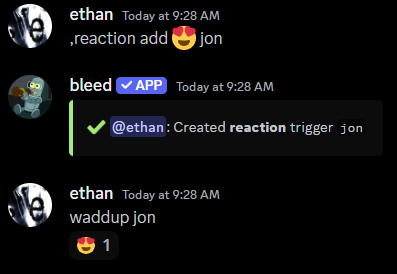 ethan Today at 9:28 AM
,reaction add 😍 jon
bleed ✓ APP Today at 9:28 AM
@ethan: Created reaction trigger jon
ethan Today at 9:28 AM
waddup jon
😍 1